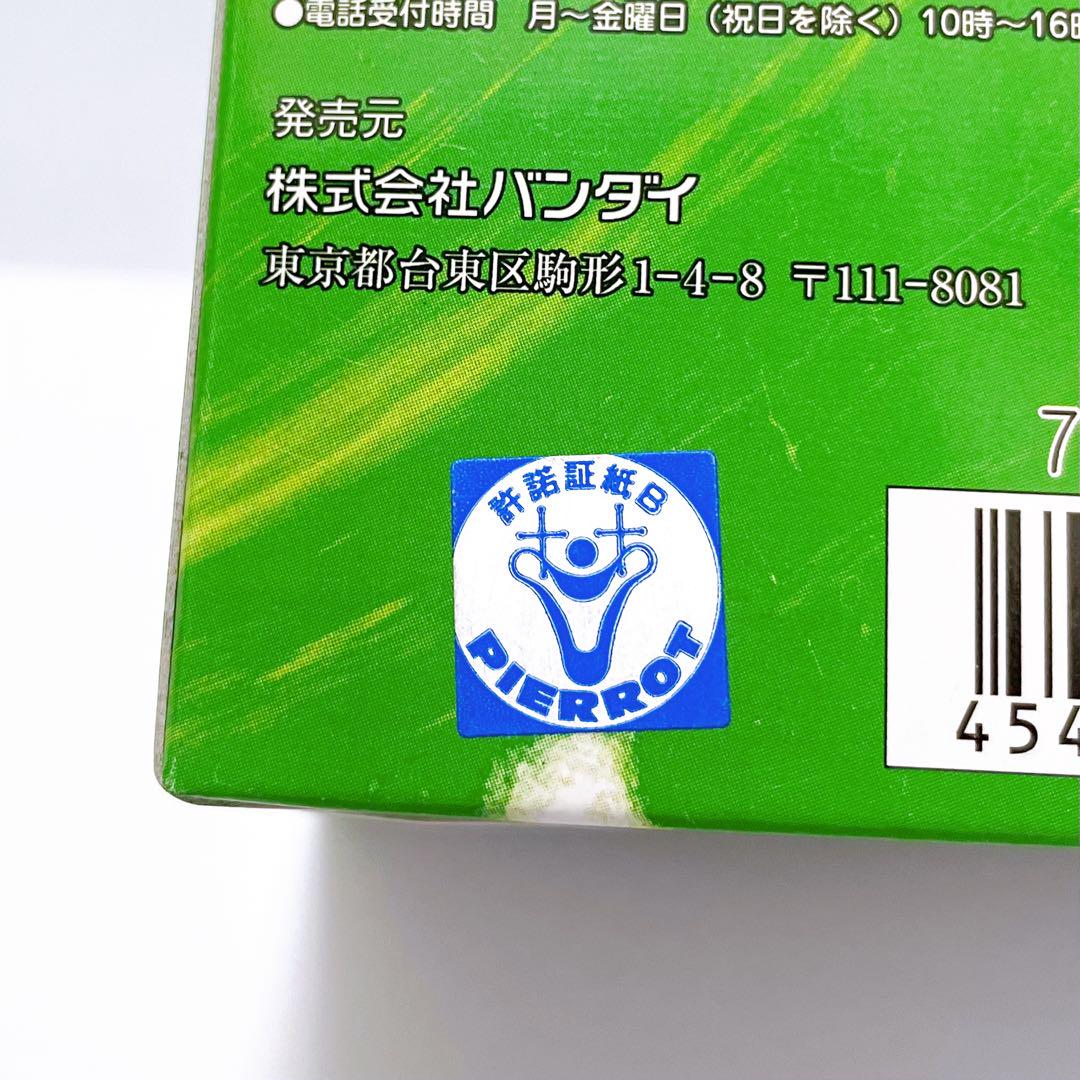 ●電話受付時間 月〜金曜日（祝日を除く）10時〜16時
発売元
株式会社バンダイ
東京都台東区駒形1-4-8 〒111-8081
7
許諾証紙B
PIERROT
454